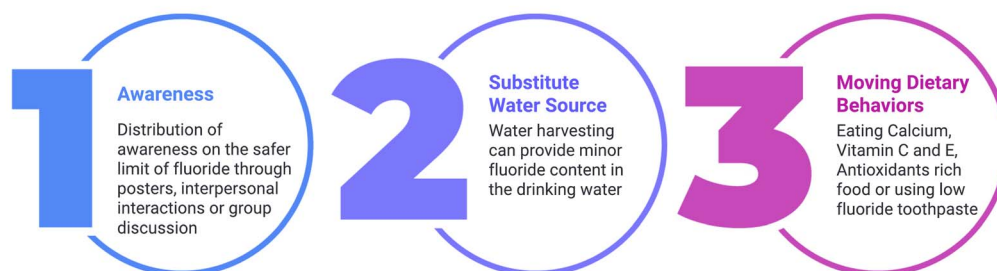 1
Awareness
Distribution of
awareness on the safer
limit of fluoride through
posters, interpersonal
interactions or group
discussion
2
Substitute
Water Source
Water harvesting
can provide minor
fluoride content in
the drinking water
3
Moving Dietary
Behaviors
Eating Calcium,
Vitamin C and E,
Antioxidants rich
food or using low
fluoride toothpaste